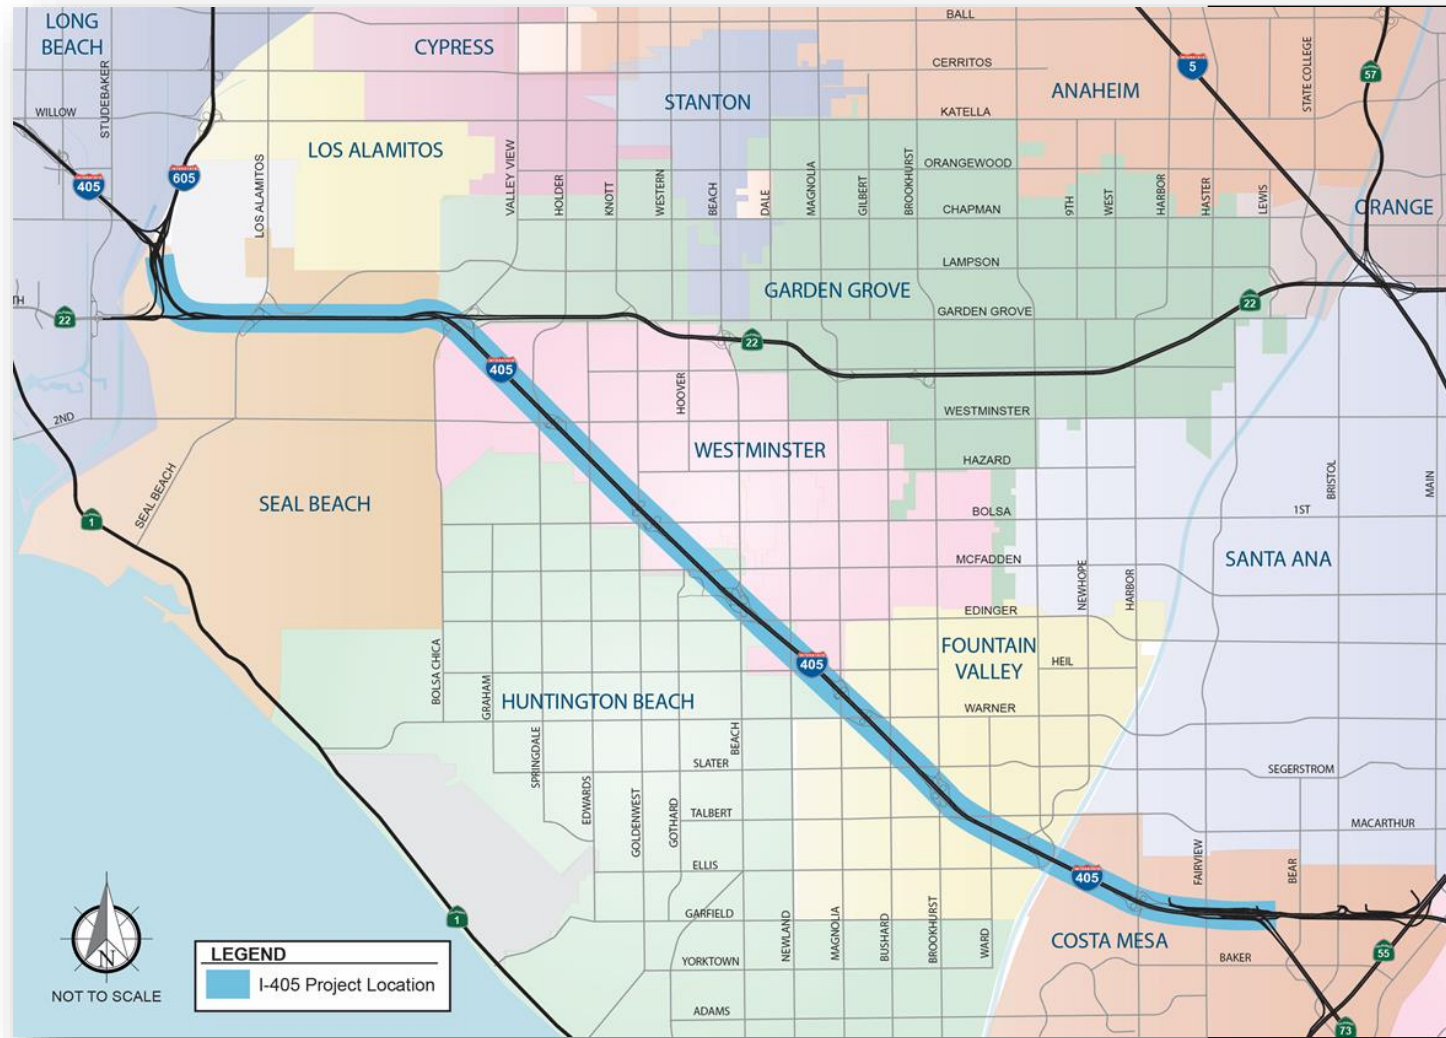 LONG
BEACH
CYPRESS
BALL
CERRITOS
STATE COLLEGE
5
57
STUDEBAKER
WILLOW
STANTON
ANAHEIM
KATELLA
LOS ALAMITOS
ORANGEWOOD
405
605
LOS ALAMITOS
VALLEY VIEW
HOLDER
KNOTT
WESTERN
BEACH
DALE
MAGNOLIA
GILBERT
BROOKHURST
CHAPMAN
9TH
WEST
HARBOR
HASTER
LEWIS
ORANGE
LAMPSON
GARDEN GROVE
GARDEN GROVE
TH
22
22
22
405
HOOVER
WESTMINSTER
2ND
WESTMINSTER
HAZARD
SEAL BEACH
SEAL BEACH
1
BOLSA
1ST
BRISTOL
MAIN
MCFADDEN
SANTA ANA
NEWHOPE
HARBOR
EDINGER
FOUNTAIN
VALLEY
HEIL
405
BOLSA CHICA
GRAHAM
HUNTINGTON BEACH
WARNER
SPRINGDALE
BEACH
SLATER
SEGERSTROM
EDWARDS
GOLDENWEST
GOTHARD
TALBERT
MACARTHUR
ELLIS
405
FAIRVIEW
BEAR
1
GARFIELD
NEWLAND
MAGNOLIA
BUSHARD
BROOKHURST
WARD
COSTA MESA
YORKTOWN
BAKER
55
ADAMS
73
N
NOT TO SCALE
LEGEND
I-405 Project Location